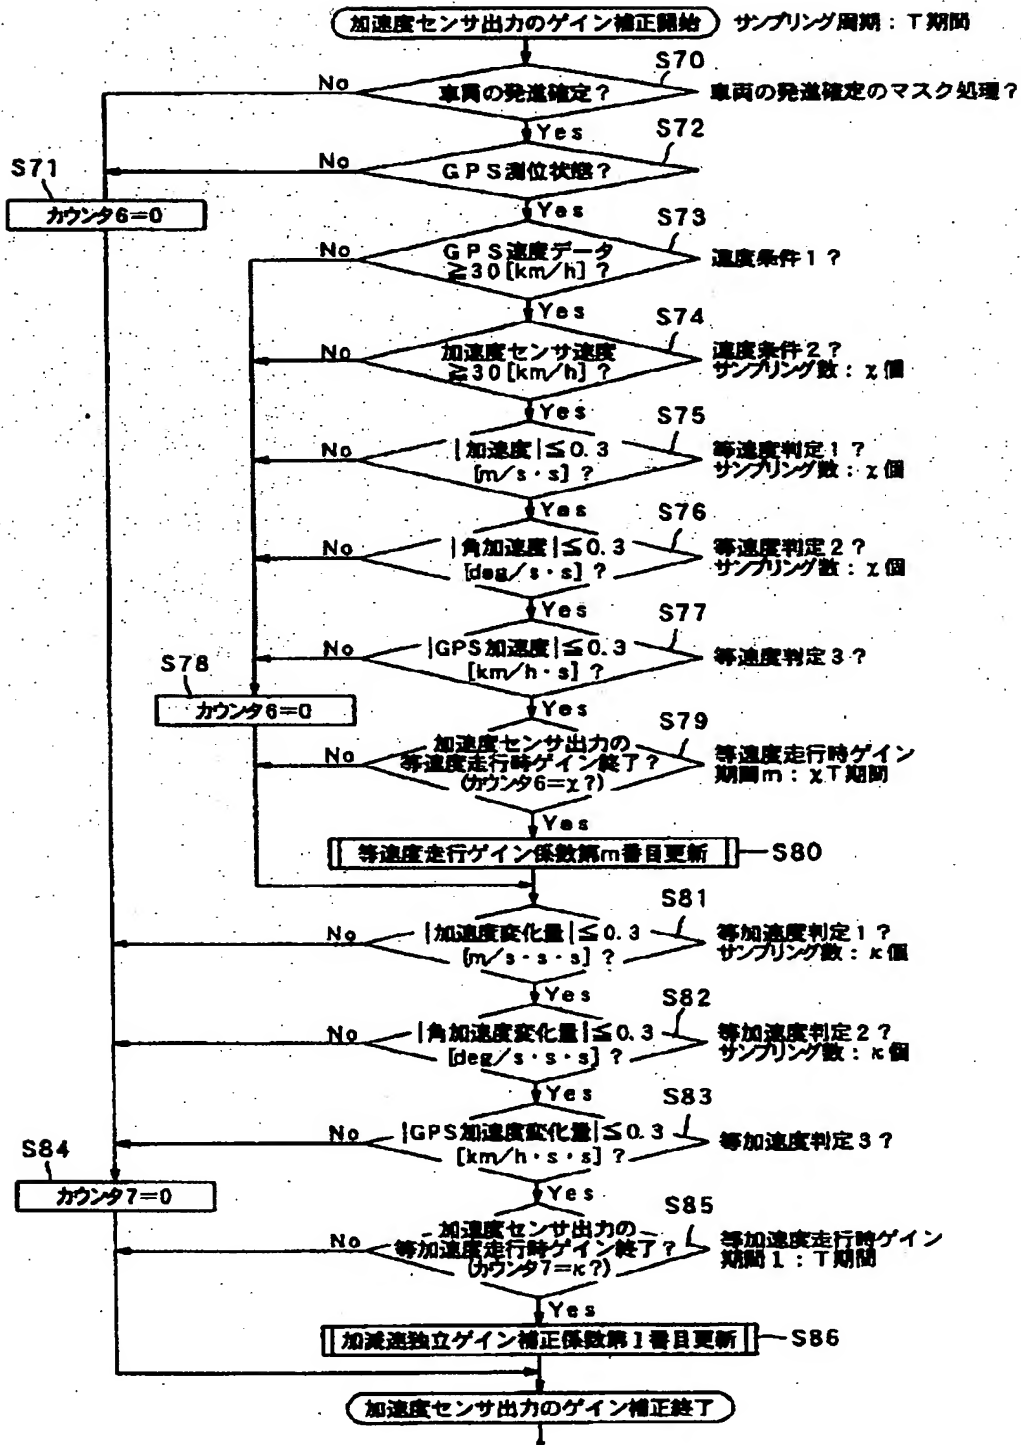 加速度センサ出力のゲイン補正開始
サンプリング周期：T期間
S70
No
車両の発進確定？
車両の発進確定のマスク処理？
Yes
S72
No
GPS測位状態？
S71
カウンタ6＝0
Yes
S73
No
GPS速度データ
≧30[km/h]？
速度条件1？
Yes
S74
No
加速度センサ速度
≧30[km/h]？
速度条件2？
サンプリング数：χ個
Yes
S75
No
|加速度|≦0.3
[m/s・s]？
等速度判定1？
サンプリング数：χ個
Yes
S76
No
|角加速度|≦0.3
[deg/s・s]？
等速度判定2？
サンプリング数：χ個
Yes
S77
No
|GPS加速度|≦0.3
[km/h・s]？
等速度判定3？
S78
カウンタ6＝0
Yes
S79
No
加速度センサ出力の
等速度走行時ゲイン終了？
(カウンタ6＝χ?)
等速度走行時ゲイン
期間m：χT期間
Yes
等速度走行ゲイン係数第m番目更新
S80
S81
No
|加速度変化量|≦0.3
[m/s・s・s]？
等加速度判定1？
サンプリング数：κ個
Yes
S82
No
|角加速度変化量|≦0.3
[deg/s・s・s]？
等加速度判定2？
サンプリング数：κ個
Yes
S83
No
|GPS加速度変化量|≦0.3
[km/h・s・s]？
等加速度判定3？
S84
カウンタ7＝0
Yes
S85
No
加速度センサ出力の
等加速度走行時ゲイン終了？
(カウンタ7＝κ?)
等加速度走行時ゲイン
期間1：T期間
Yes
加減速独立ゲイン補正係数第1番目更新
S86
加速度センサ出力のゲイン補正終了